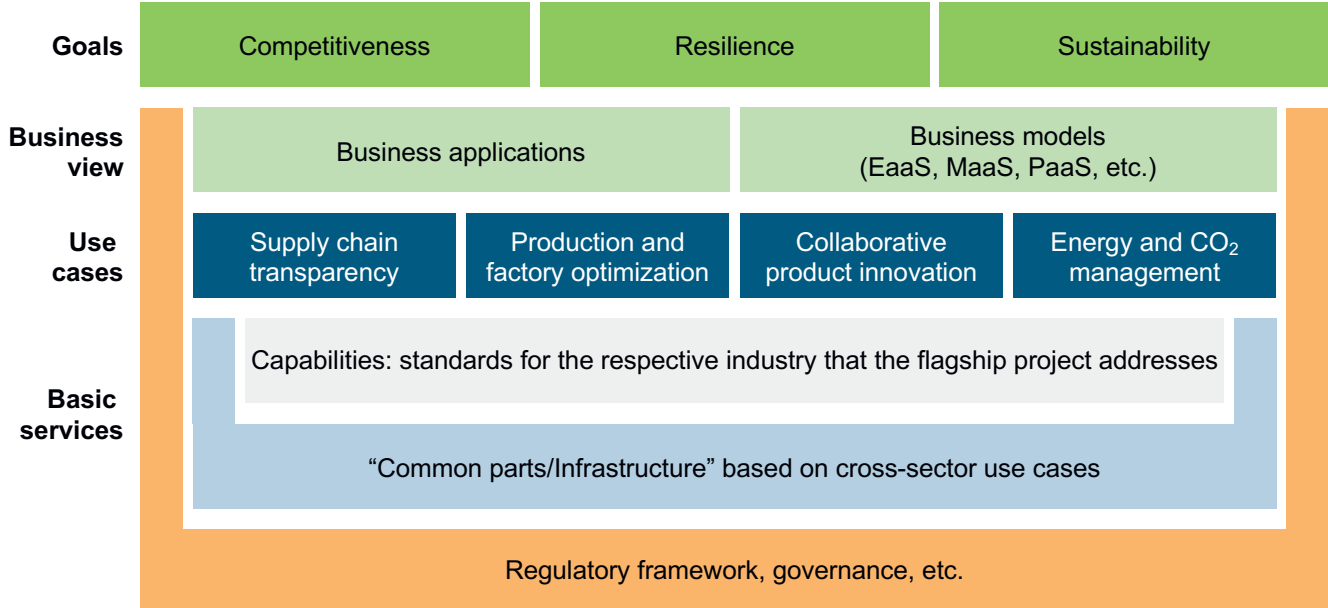 Goals
Competitiveness
Resilience
Sustainability
Business
view
Business applications
Business models
(EaaS, MaaS, PaaS, etc.)
Use
cases
Supply chain
transparency
Production and
factory optimization
Collaborative
product innovation
Energy and CO₂
management
Basic
services
Capabilities: standards for the respective industry that the flagship project addresses
“Common parts/Infrastructure” based on cross-sector use cases
Regulatory framework, governance, etc.